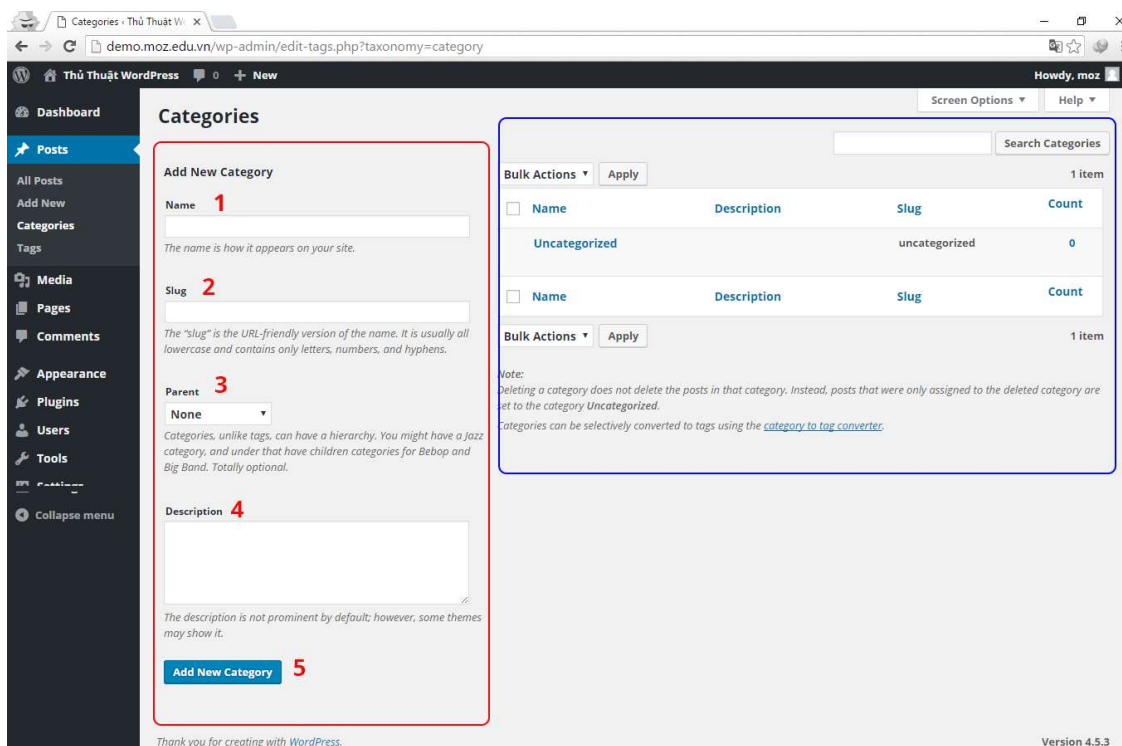 Categories ‹ Thủ Thuật W
demo.moz.edu.vn/wp-admin/edit-tags.php?taxonomy=category
Thủ Thuật WordPress 0 New Howdy, moz
Screen Options Help
Dashboard
Posts
All Posts
Add New
Categories
Tags
Media
Pages
Comments
Appearance
Plugins
Users
Tools
Settings
Collapse menu
Categories
Add New Category
Name 1
The name is how it appears on your site.
Slug 2
The “slug” is the URL-friendly version of the name. It is usually all
lowercase and contains only letters, numbers, and hyphens.
Parent 3
None
Categories, unlike tags, can have a hierarchy. You might have a Jazz
category, and under that have children categories for Bebop and
Big Band. Totally optional.
Description 4
The description is not prominent by default; however, some themes
may show it.
Add New Category 5
Search Categories
Bulk Actions Apply 1 item
Name Description Slug Count
Uncategorized uncategorized 0
Name Description Slug Count
Bulk Actions Apply 1 item
Note:
Deleting a category does not delete the posts in that category. Instead, posts that were only assigned to the deleted category are
set to the category Uncategorized.
Categories can be selectively converted to tags using the category to tag converter.
Thank you for creating with WordPress. Version 4.5.3